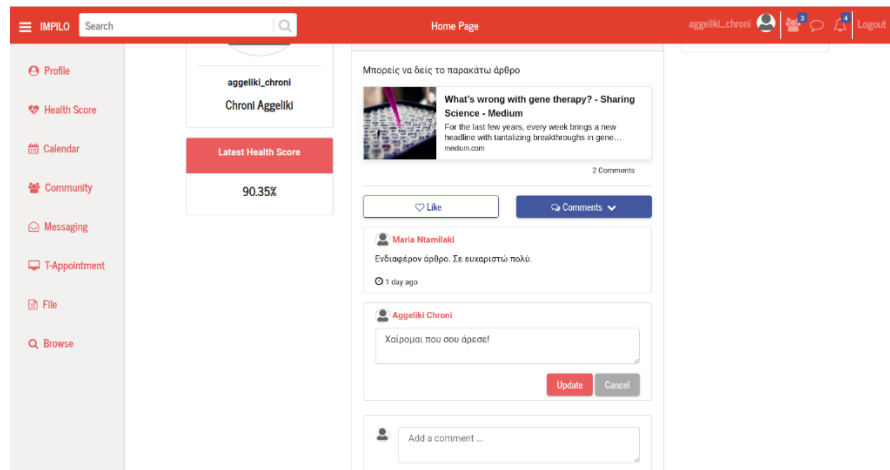 IMPILO
Search
Home Page
aggeliki_chroni
3
4
Logout
Profile
Health Score
Calendar
Community
Messaging
T-Appointment
File
Browse
aggeliki_chroni
Chroni Aggeliki
Latest Health Score
90.35%
Μπορείς να δείς το παρακάτω άρθρο
What's wrong with gene therapy? - Sharing
Science - Medium
For the last few years, every week brings a new
headline with tantalizing breakthroughs in gene…
medium.com
2 Comments
Like
Comments
Maria Ntamilaki
Ενδιαφέρον άρθρο. Σε ευχαριστώ πολύ.
1 day ago
Aggeliki Chroni
Χαίρομαι που σου άρεσε!
Update
Cancel
Add a comment ...